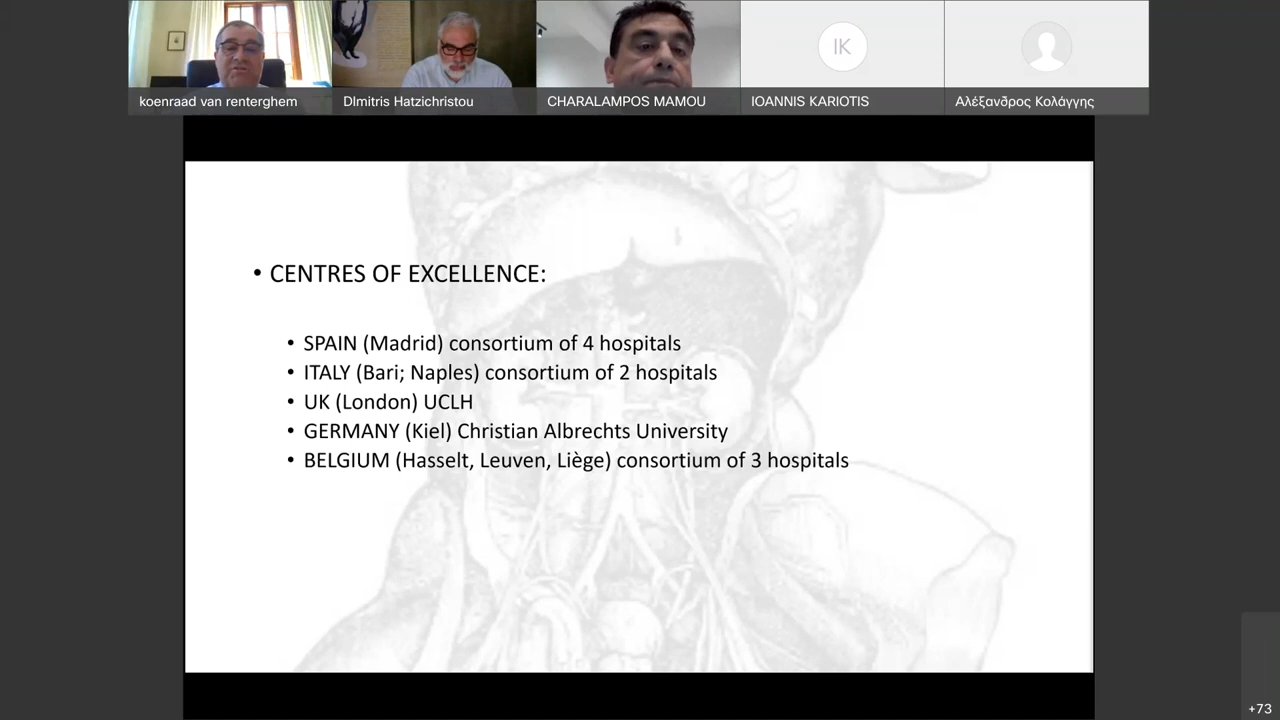 koenraad van renterghem
DImitris Hatzichristou
CHARALAMPOS MAMOU
IK
IOANNIS KARIOTIS
Αλέξανδρος Κολάγγης
• CENTRES OF EXCELLENCE:
• SPAIN (Madrid) consortium of 4 hospitals
• ITALY (Bari; Naples) consortium of 2 hospitals
• UK (London) UCLH
• GERMANY (Kiel) Christian Albrechts University
• BELGIUM (Hasselt, Leuven, Liège) consortium of 3 hospitals
+73